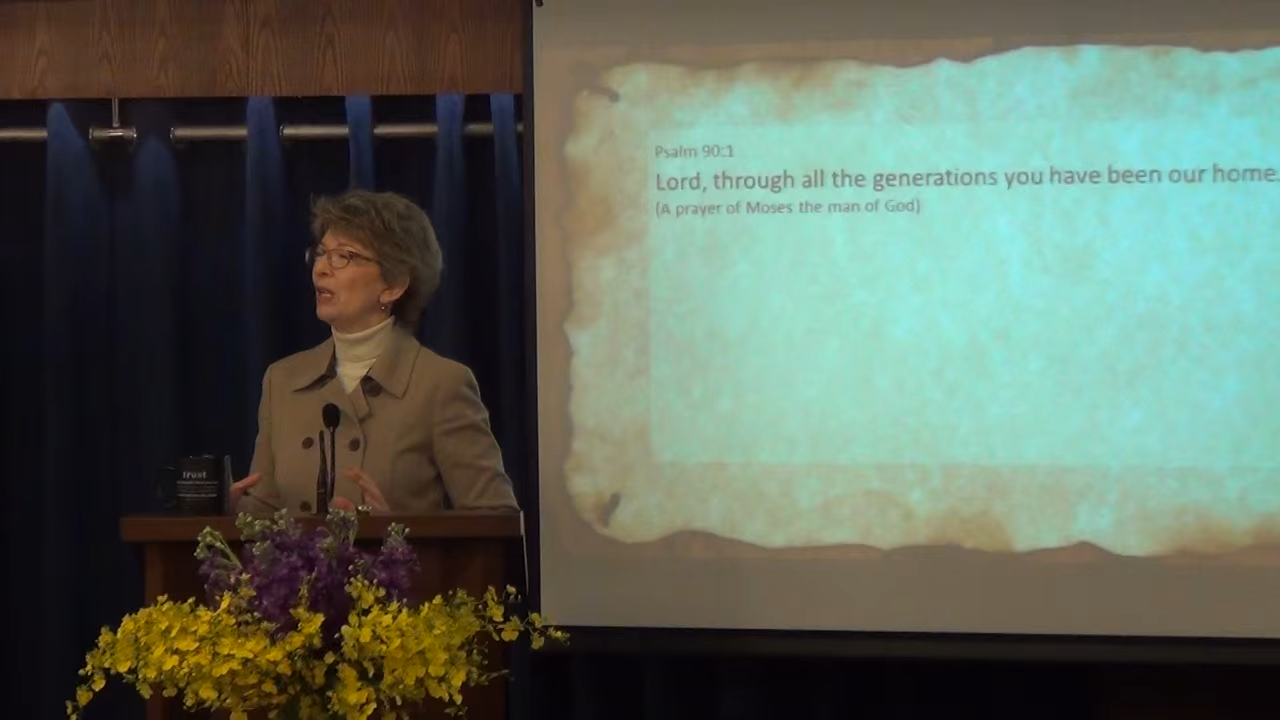 Psalm 90:1
Lord, through all the generations you have been our home.
(A prayer of Moses the man of God)
trust